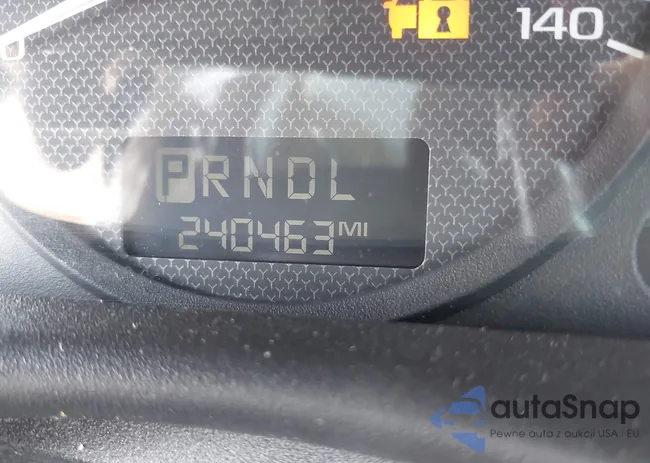 140
PRNDL
240463 MI
autaSnap
Pewne auta z aukcji USA i EU